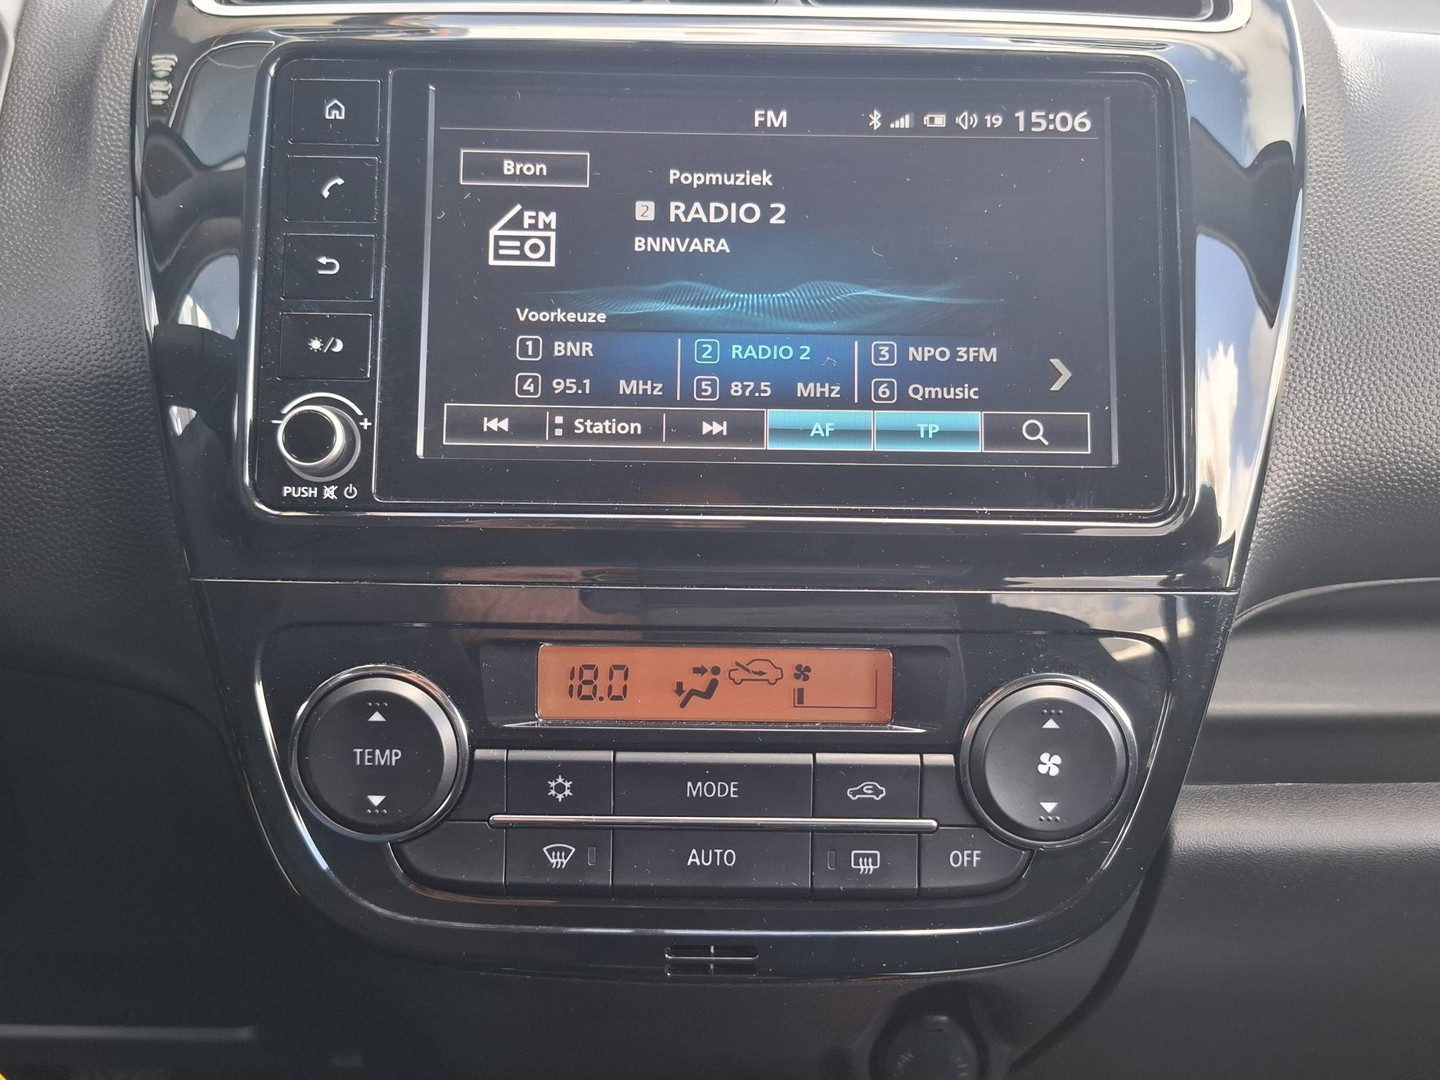 FM 19 15:06
Bron
Popmuziek
2 RADIO 2
BNNVARA
FM
Voorkeuze
1 BNR 2 RADIO 2 3 NPO 3FM
4 95.1 MHz 5 87.5 MHz 6 Qmusic
Station AF TP
PUSH
18.0
TEMP
MODE
AUTO
OFF